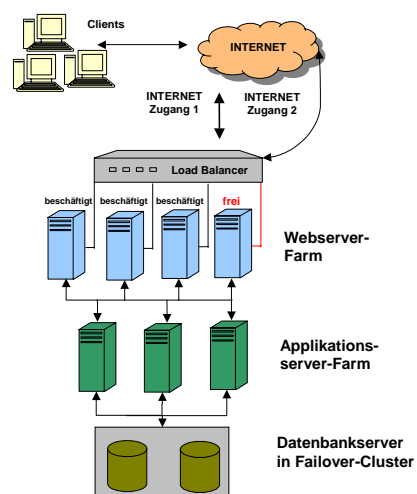 Clients
INTERNET
INTERNET
Zugang 1
INTERNET
Zugang 2
Load Balancer
beschäftigt
beschäftigt
beschäftigt
frei
Webserver-
Farm
Applikations-
server-Farm
Datenbankserver
in Failover-Cluster